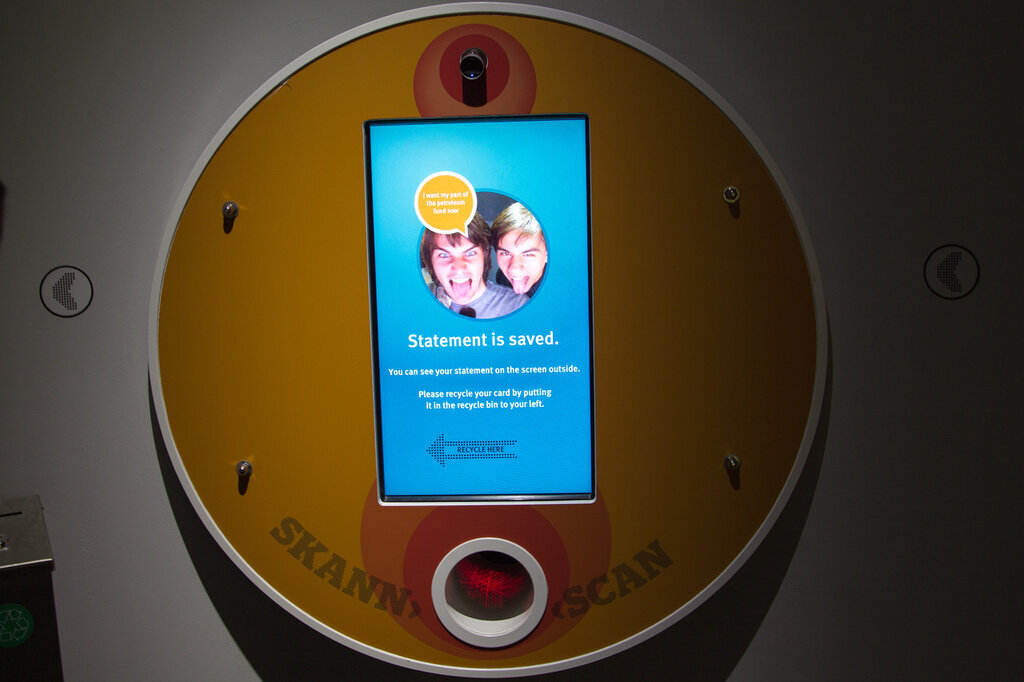 I want my part of
the petroleum
fund now
Statement is saved.
You can see your statement on the screen outside.
Please recycle your card by putting
it in the recycle bin to your left.
RECYCLE HERE
SKANN›
‹SCAN